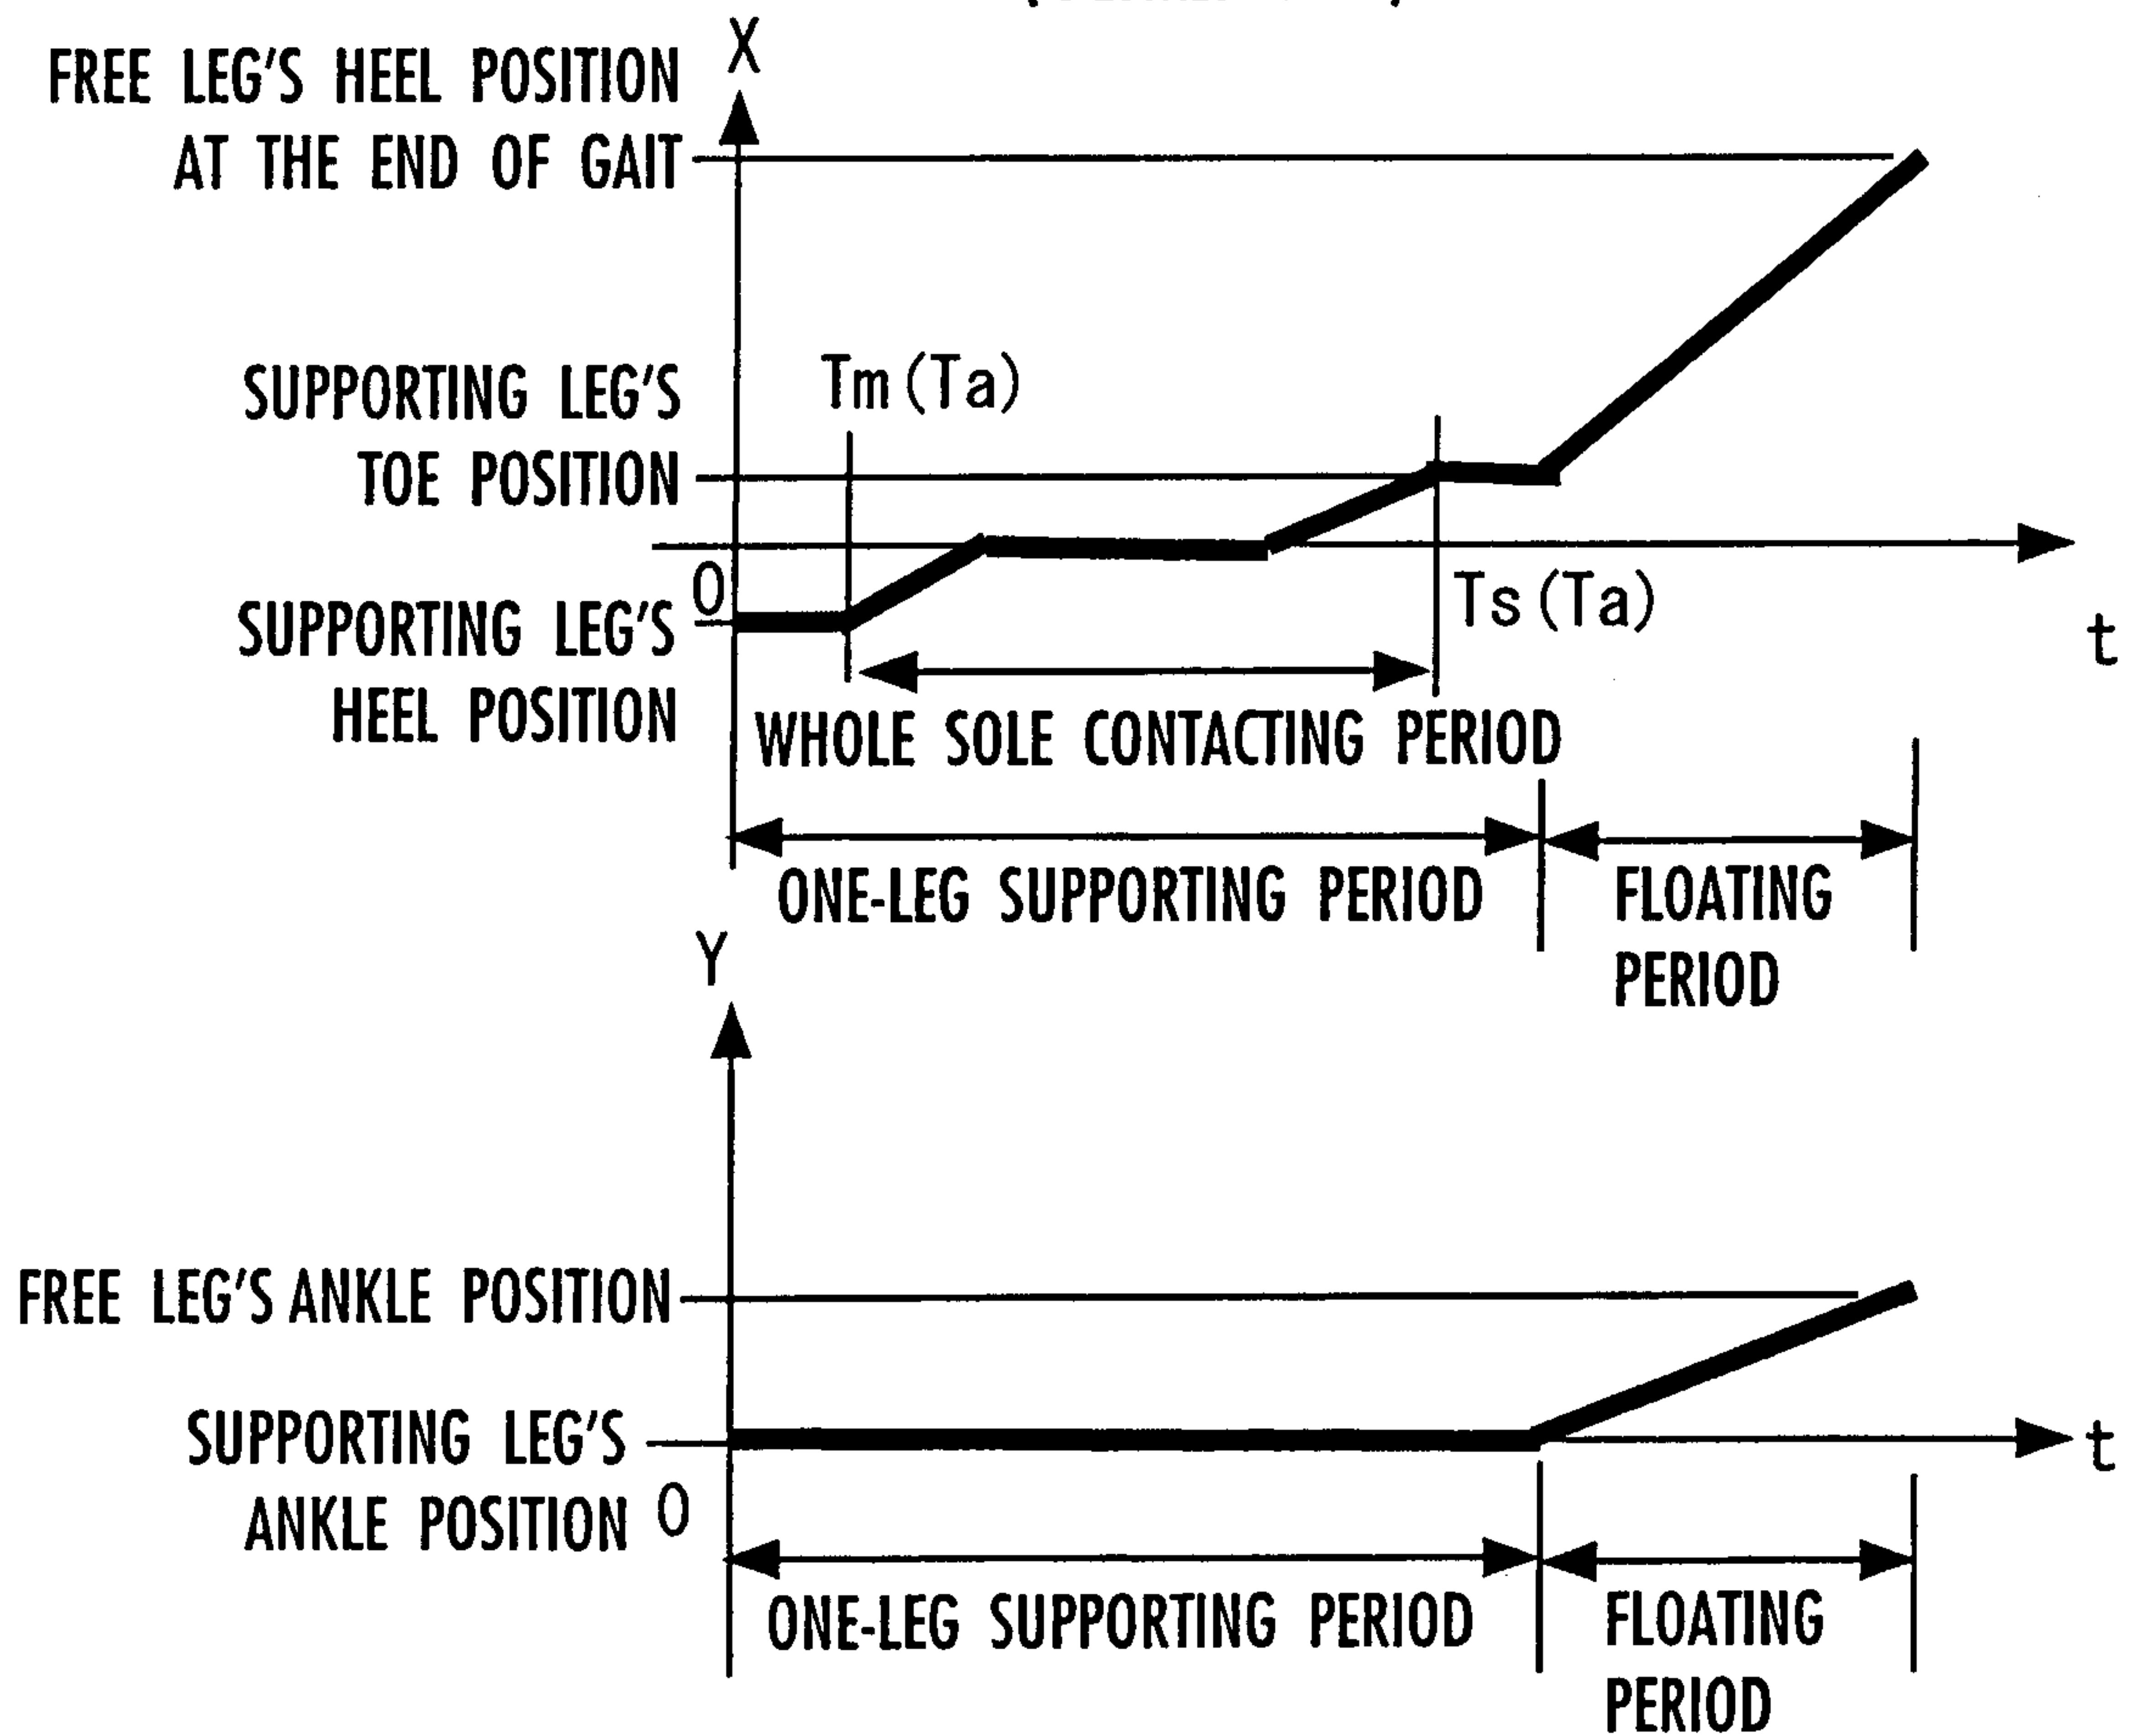 X
FREE LEG'S HEEL POSITION
AT THE END OF GAIT
SUPPORTING LEG'S
TOE POSITION
Tm(Ta)
0
Ts(Ta)
t
SUPPORTING LEG'S
HEEL POSITION
WHOLE SOLE CONTACTING PERIOD
ONE-LEG SUPPORTING PERIOD
FLOATING
PERIOD
Y
FREE LEG'S ANKLE POSITION
SUPPORTING LEG'S
ANKLE POSITION 0
t
ONE-LEG SUPPORTING PERIOD
FLOATING
PERIOD